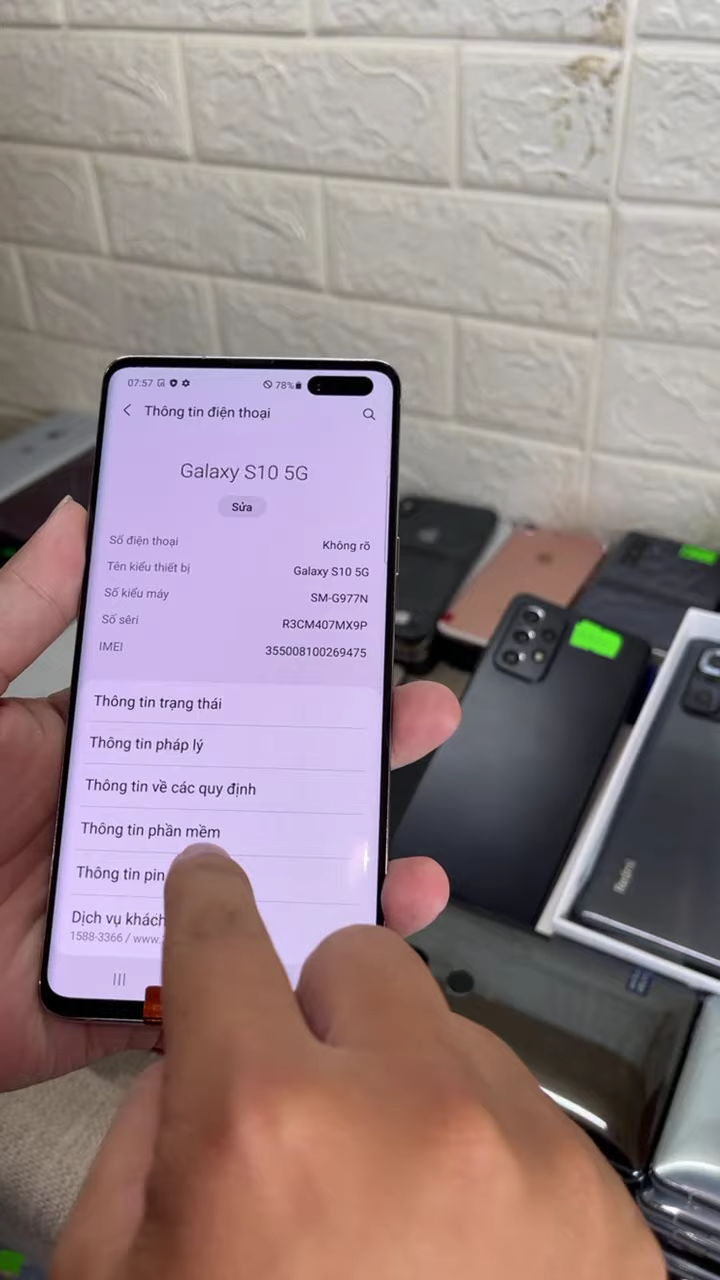 07:57
78%
Thông tin điện thoại
Galaxy S10 5G
Sửa
Số điện thoại Không rõ
Tên kiểu thiết bị Galaxy S10 5G
Số kiểu máy SM-G977N
Số sêri R3CM407MX9P
IMEI 355008100269475
Thông tin trạng thái
Thông tin pháp lý
Thông tin về các quy định
Thông tin phần mềm
Thông tin pin
Dịch vụ khách
1588-3366 / www.
Redmi